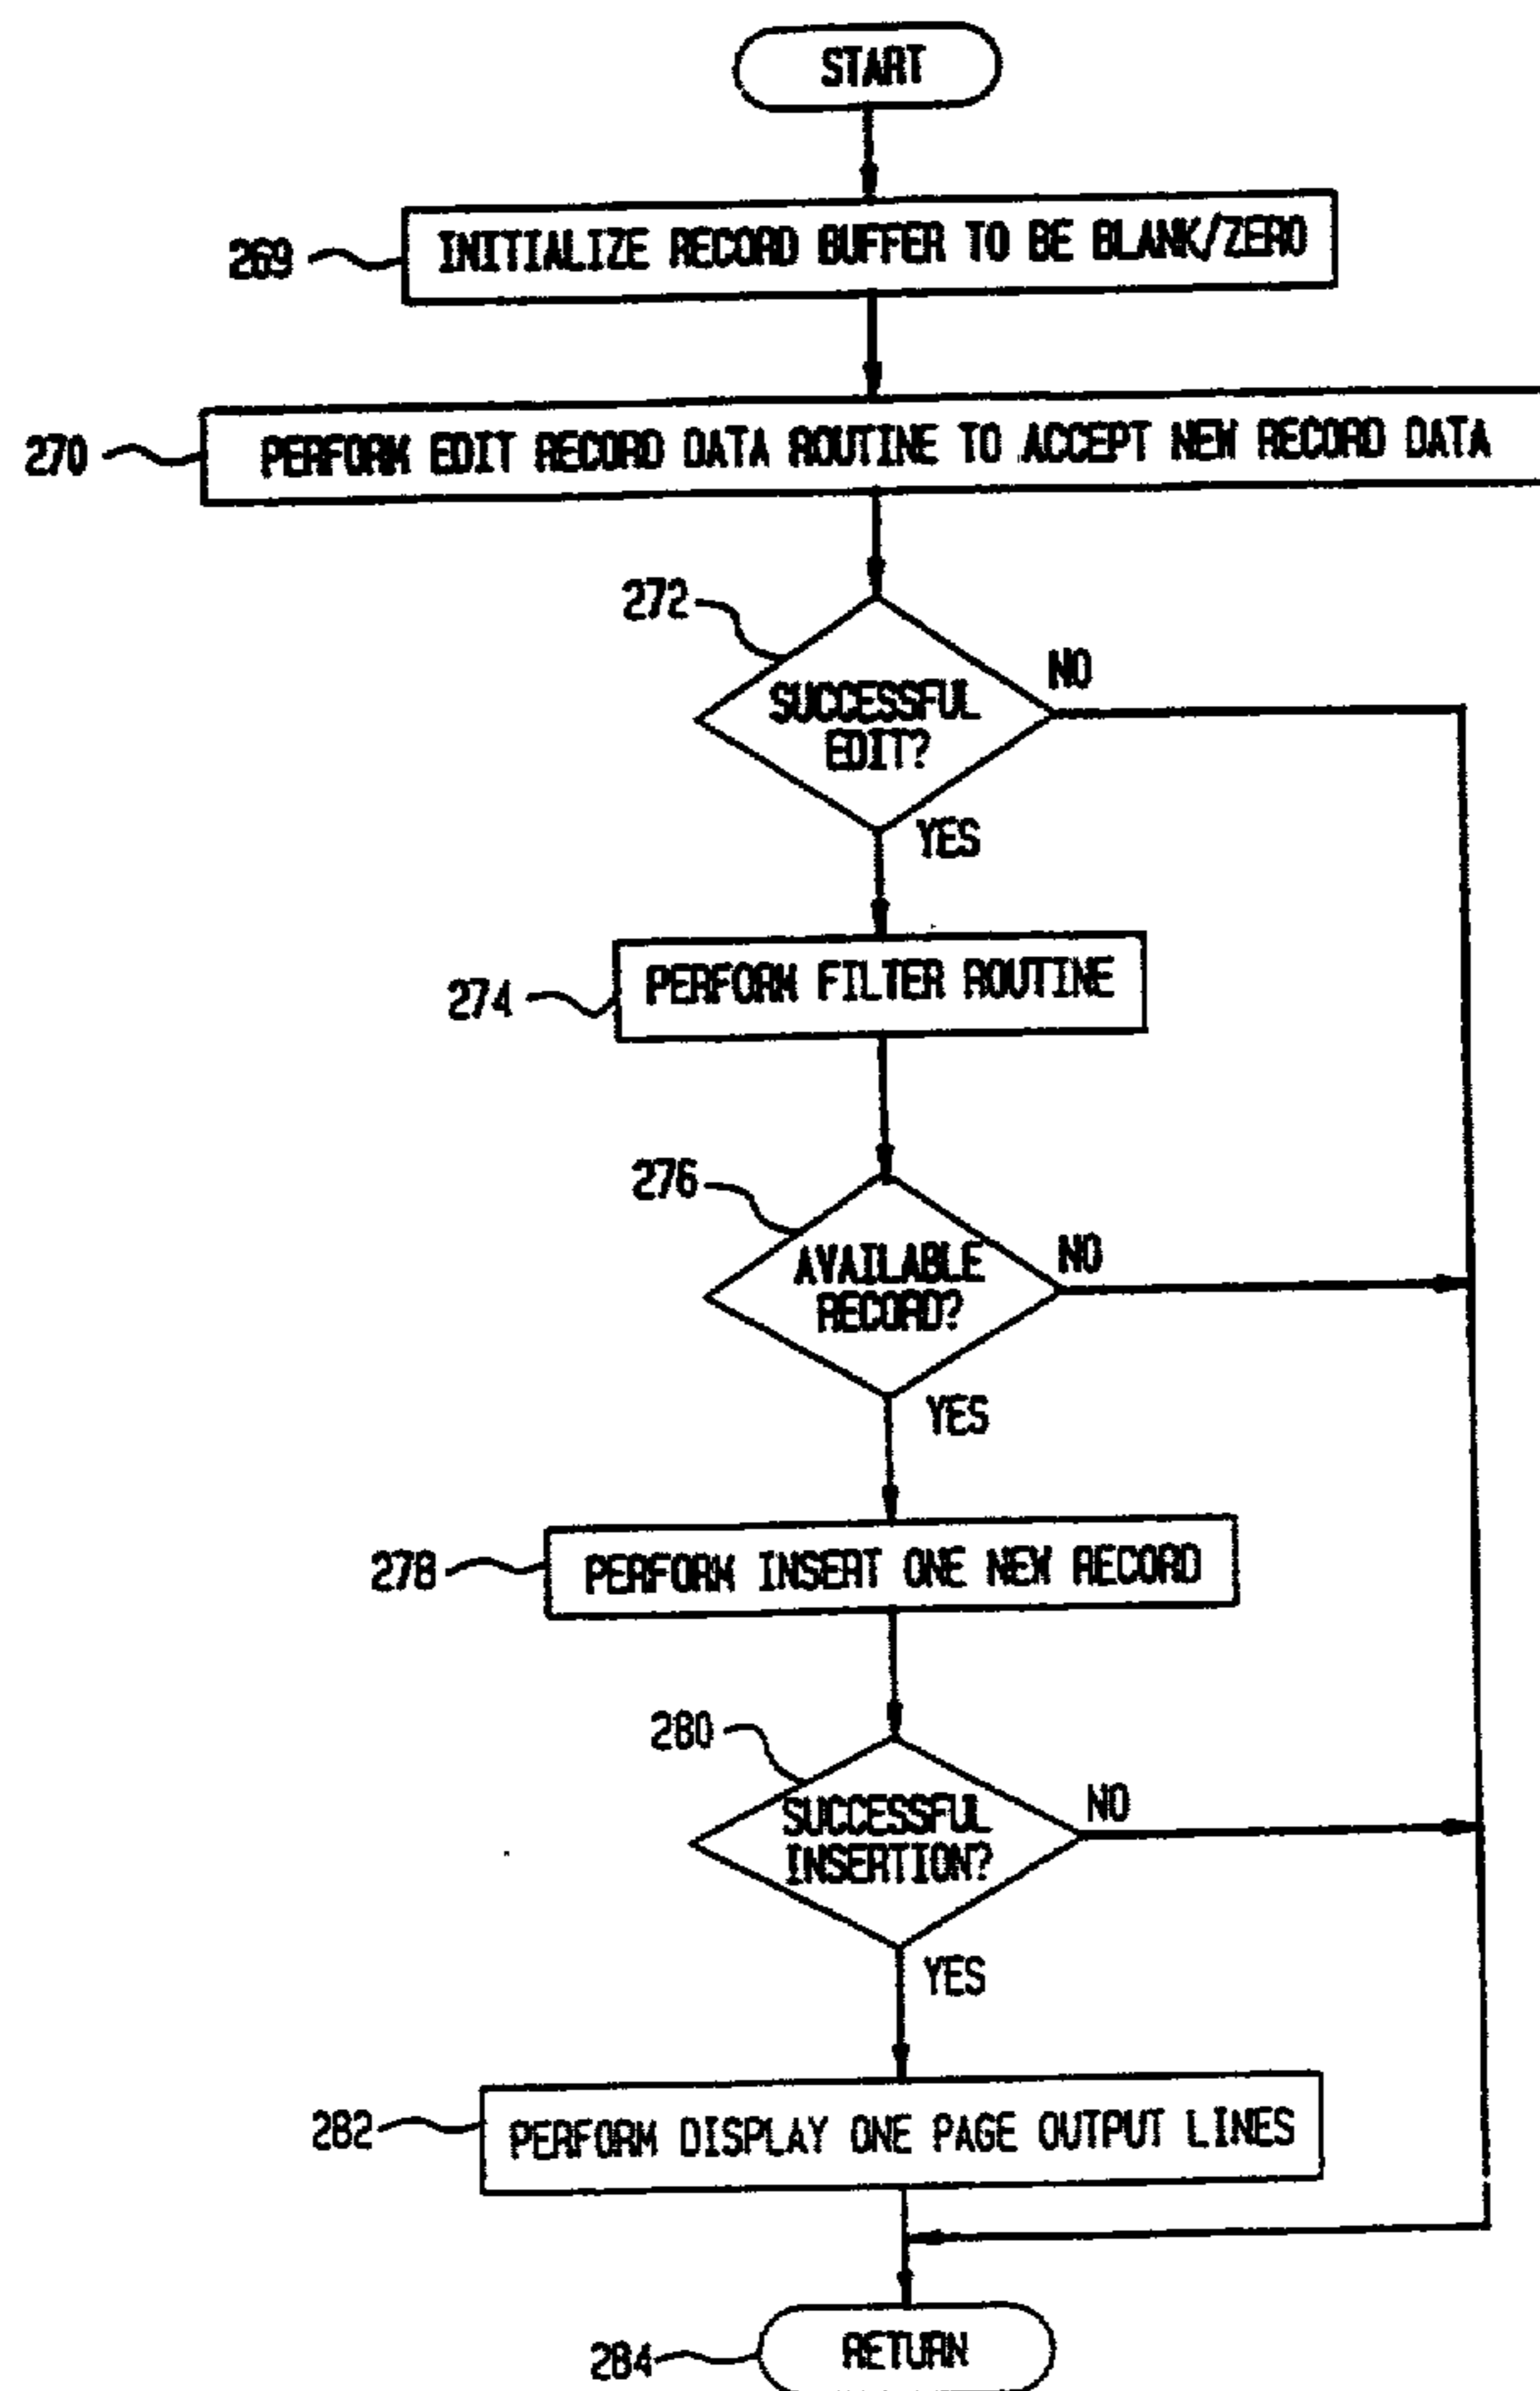 START
269
INITIALIZE RECORD BUFFER TO BE BLANK/ZERO
270
PERFORM EDIT RECORD DATA ROUTINE TO ACCEPT NEW RECORD DATA
272
SUCCESSFUL
EDIT?
NO
YES
274
PERFORM FILTER ROUTINE
276
AVAILABLE
RECORD?
NO
YES
278
PERFORM INSERT ONE NEW RECORD
280
SUCCESSFUL
INSERTION?
NO
YES
282
PERFORM DISPLAY ONE PAGE OUTPUT LINES
284
RETURN